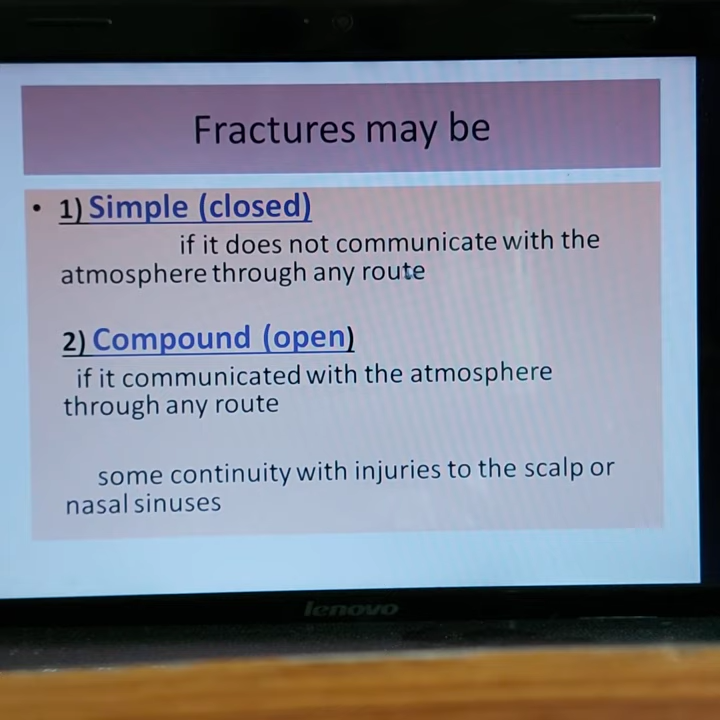 Fractures may be
• 1) Simple (closed)
if it does not communicate with the
atmosphere through any route
2) Compound (open)
if it communicated with the atmosphere
through any route
some continuity with injuries to the scalp or
nasal sinuses
lenovo